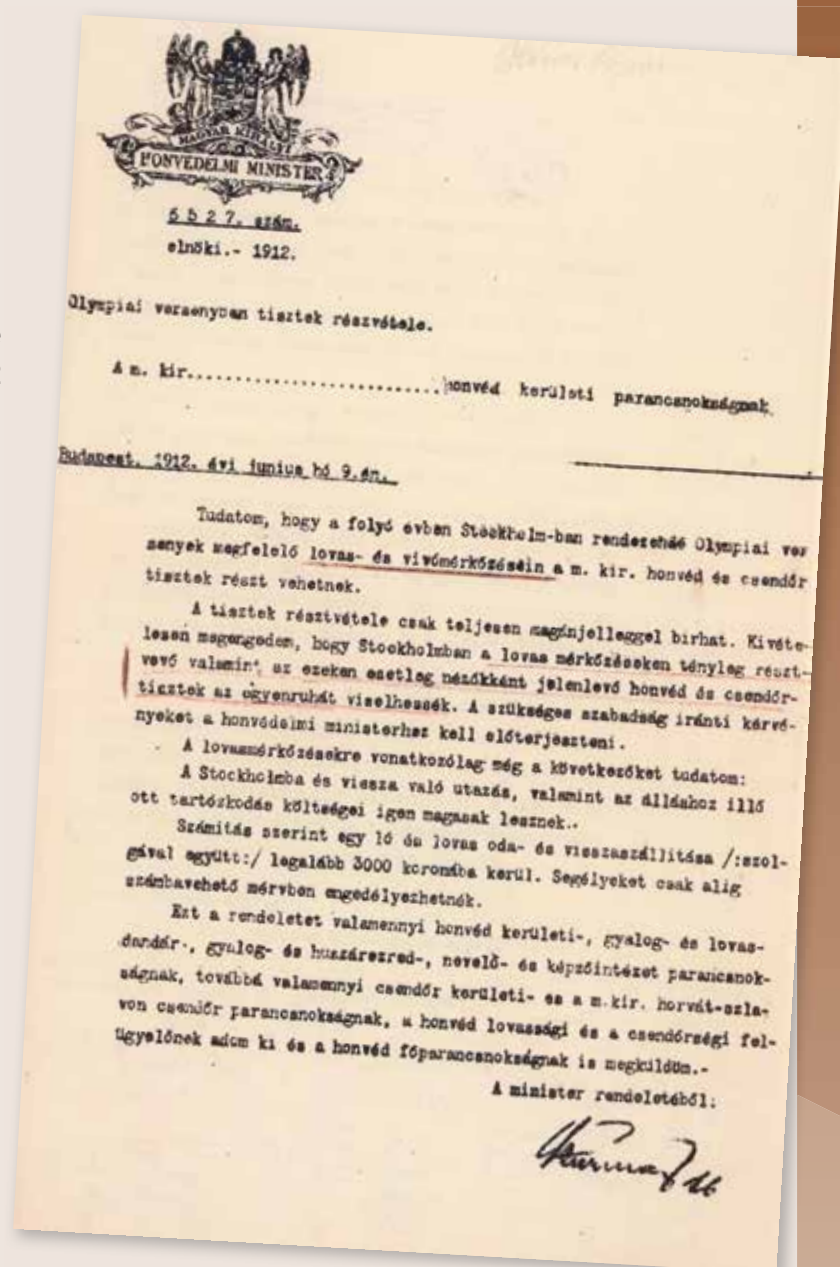 MAGYAR KIRÁLYI
HONVÉDELMI MINISTER
6527. szám.
elnöki.- 1912.
Olympiai versenyben tisztek részvétele.
A m. kir..........................honvéd kerületi parancsnokságnak
Budapest, 1912. évi junius hó 9.én.
Tudatom, hogy a folyó évben Stockholm-ban rendezendő Olympiai ver
senyek megfelelő lovas- és vivómérkőzésein a m. kir. honvéd és csendőr
tisztek részt vehetnek.
A tisztek résztvétele csak teljesen magánjelleggel birhat. Kivéte-
lesen megengedem, hogy Stockholmban a lovas mérkőzéseken tényleg részt-
vevő valamint az ezeken esetleg nézőkként jelenlevő honvéd és csendőr-
tisztek az egyenruhát viselhessék. A szükséges szabadság iránti kérvé-
nyeket a honvédelmi ministerhez kell előterjeszteni.
A lovasmérkőzésekre vonatkozólag még a következőket tudatom:
A Stockholmba és vissza való utazás, valamint az álláshoz illő
ott tartózkodás költségei igen magasak lesznek..
Számitás szerint egy ló és lovas oda- és visszaszállitása /:szol-
gával együtt:/ legalább 3000 koronába kerül. Segélyeket csak alig
számbavehető mérvben engedélyezhetnék.
Ezt a rendeletet valamennyi honvéd kerületi-, gyalog- és lovas-
dandár-, gyalog- és huszárezred-, nevelő- és képzőintézet parancsnok-
ságnak, továbbá valamennyi csendőr kerületi- és a m.kir. horvát-szla-
von csendőr parancsnokságnak, a honvéd lovassági és a csendőrségi fel-
ügyelőnek adom ki és a honvéd főparancsnokságnak is megküldöm.-
A minister rendeletéből: